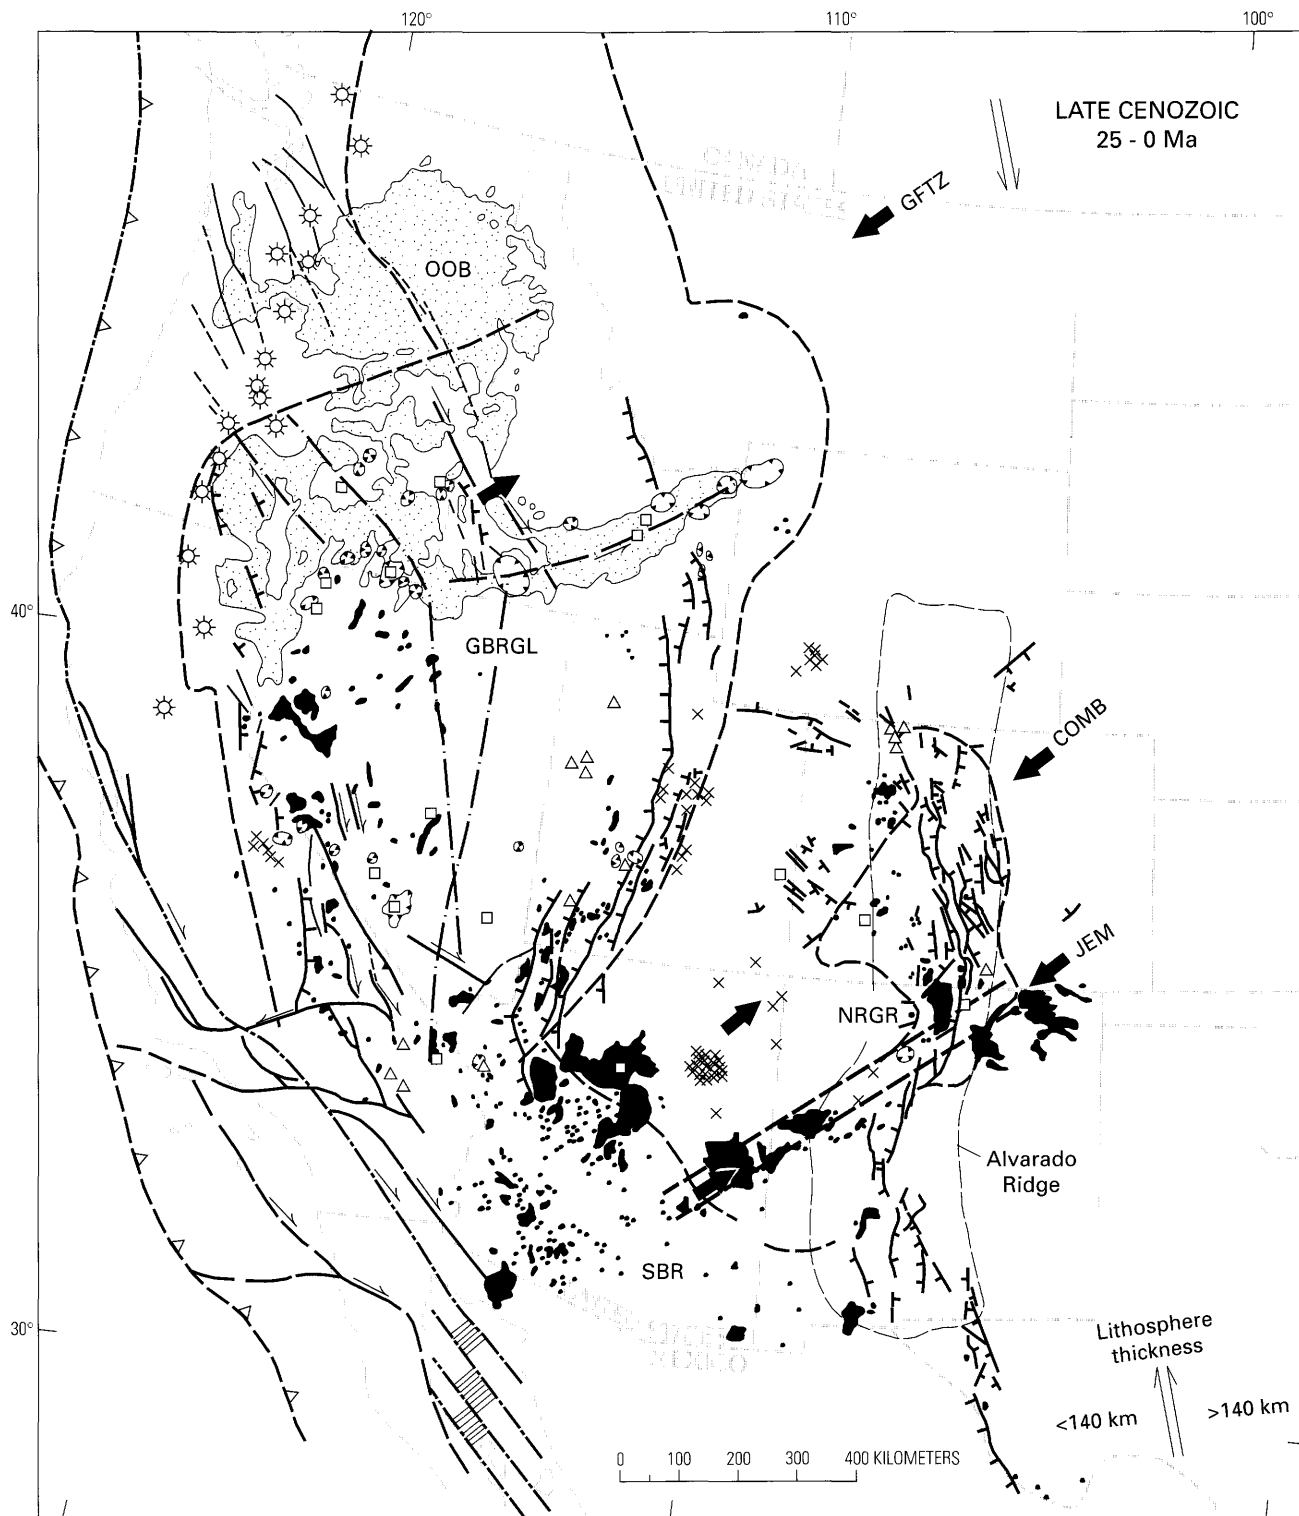 120°
110°
100°
LATE CENOZOIC
25 - 0 Ma
GFTZ
OOB
40°
GBRGL
COMB
JEM
NRGR
Alvarado
Ridge
SBR
30°
Lithosphere
thickness
<140 km
>140 km
0 100 200 300 400 KILOMETERS